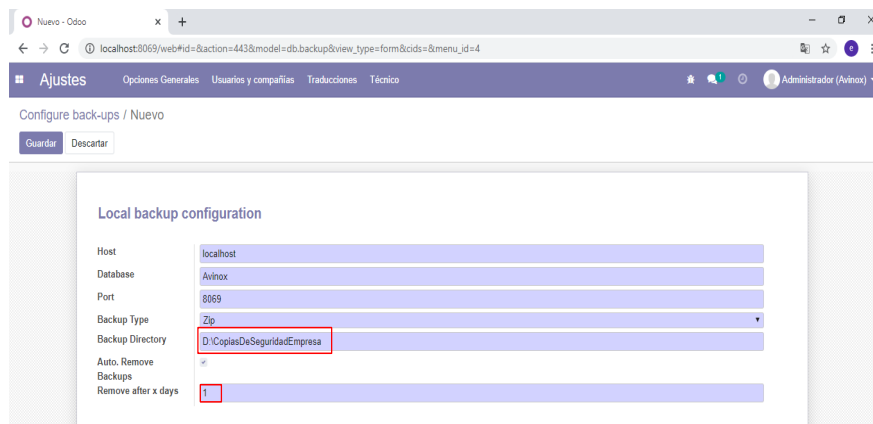 Nuevo - Odoo
localhost:8069/web#id=&action=443&model=db.backup&view_type=form&cids=&menu_id=4
e
Ajustes Opciones Generales Usuarios y compañías Traducciones Técnico 1 Administrador (Avinox)
Configure back-ups / Nuevo
Guardar Descartar
Local backup configuration
Host localhost
Database Avinox
Port 8069
Backup Type Zip
Backup Directory D:\CopiasDeSeguridadEmpresa
Auto. Remove
Backups
Remove after x days 1